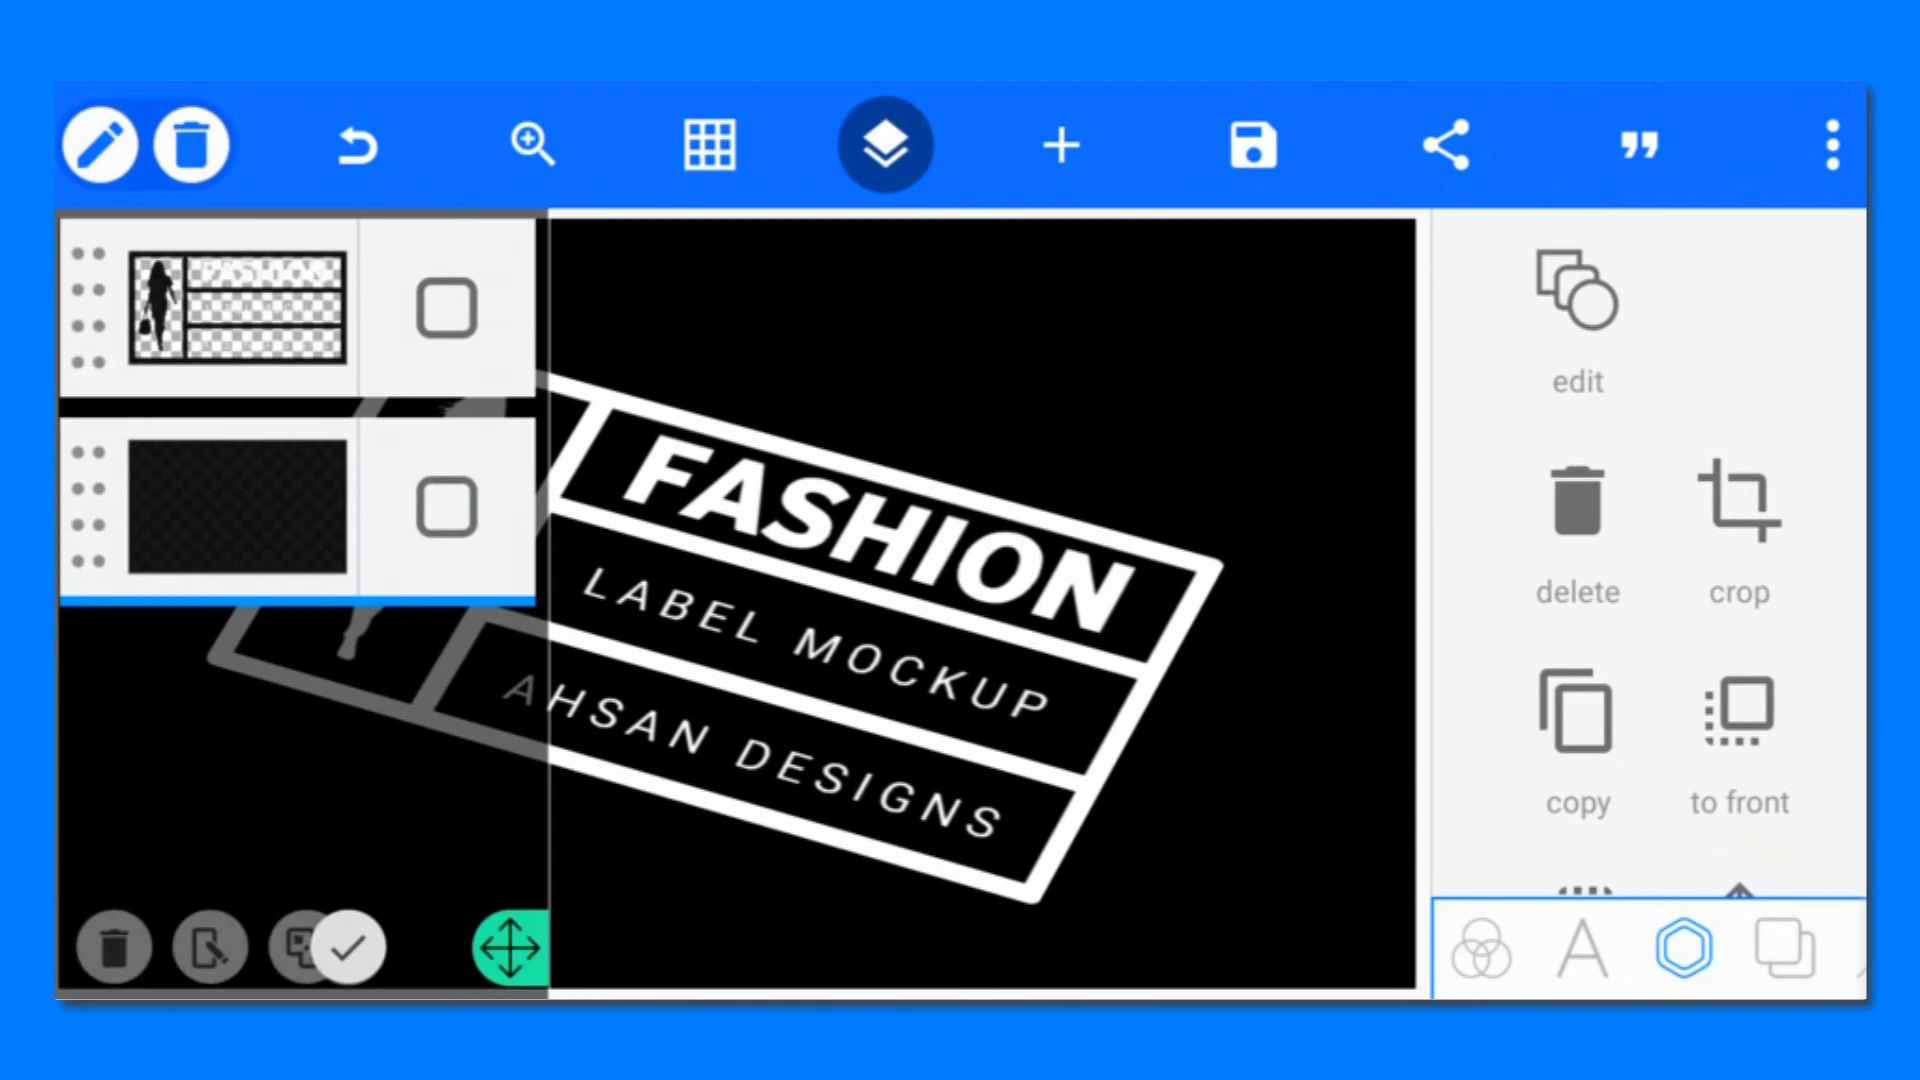 FASHION
LABEL MOCKUP
AHSAN DESIGNS
edit
delete
crop
copy
to front